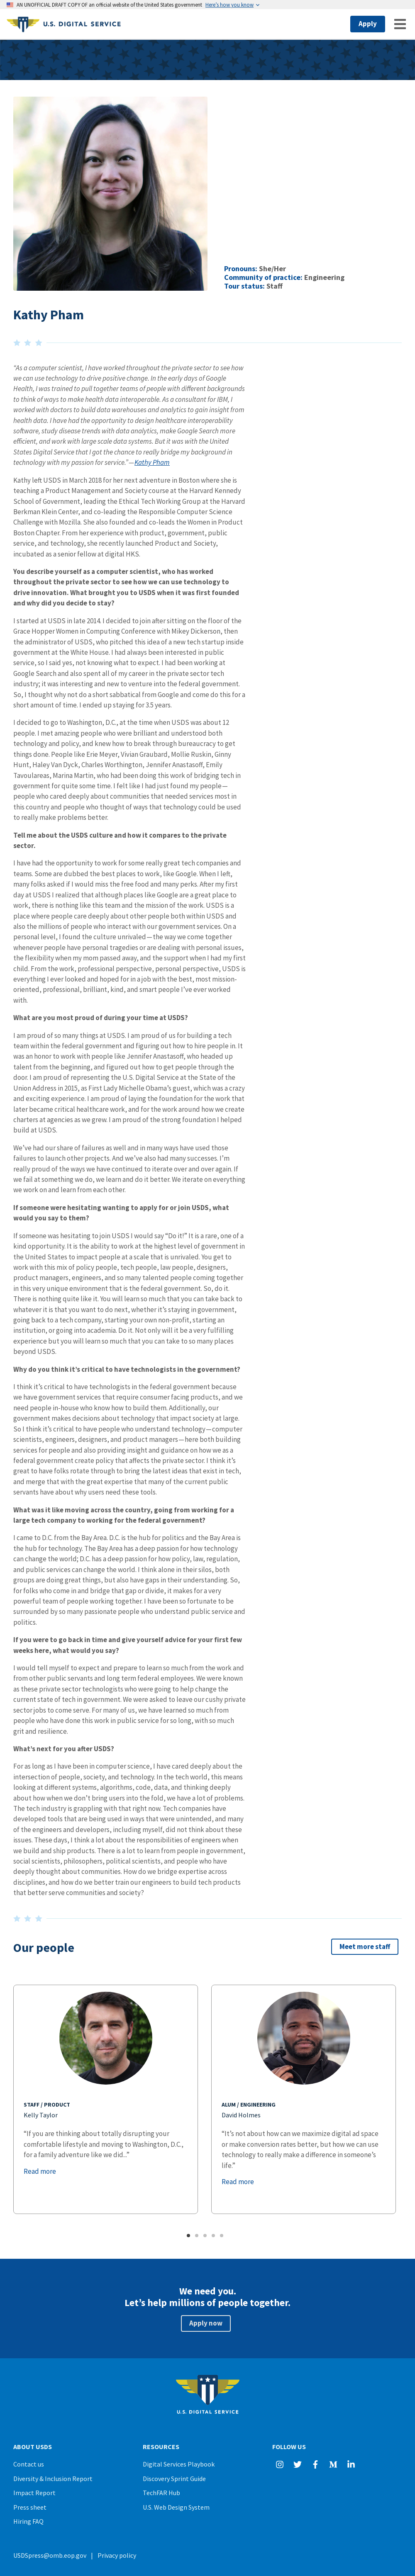 AN UNOFFICIAL DRAFT COPY OF an official website of the United States government Here's how you know
U.S. DIGITAL SERVICE
Apply
Pronouns: She/Her
Community of practice: Engineering
Tour status: Staff
Kathy Pham
"As a computer scientist, I have worked throughout the private sector to see how
we can use technology to drive positive change. In the early days of Google
Health, I was trained to pull together people from different backgrounds
to think of ways to make health data interoperable. As a consultant for IBM, I
worked with doctors to build data warehouses and analytics to gain insight from
health data. I have had the opportunity to design healthcare interoperability
software, study disease trends with data analytics, make Google Search more
efficient, and work with large scale data systems. But it was with the United
States Digital Service that I got the chance to really bridge my background in
technology with my passion for service." — Kathy Pham
Kathy left USDS in March 2018 for her next adventure in Boston where she is
teaching a Product Management and Society course at the Harvard Kennedy
School of Government, leading the Ethical Tech Working Group at the Harvard
Berkman Klein Center, and co-leading the Responsible Computer Science
Challenge with Mozilla. She also founded and co-leads the Women in Product
Boston Chapter. From her experience with product, government, public
service, and technology, she recently launched Product and Society,
incubated as a senior fellow at digital HKS.
You describe yourself as a computer scientist, who has worked
throughout the private sector to see how we can use technology to
drive innovation. What brought you to USDS when it was first founded
and why did you decide to stay?
I started at USDS in late 2014. I decided to join after sitting on the floor of the
Grace Hopper Women in Computing Conference with Mikey Dickerson, then
the administrator of USDS, who pitched this idea of a new tech startup inside
government at the White House. I had always been interested in public
service, so I said yes, not knowing what to expect. I had been working at
Google Search and also spent all of my career in the private tech sector
industry; it was interesting and new to venture into the federal government.
So, I thought why not do a short sabbatical from Google and come do this for a
short amount of time. I ended up staying for 3.5 years.
I decided to go to Washington, D.C., at the time when USDS was about 12
people. I met amazing people who were brilliant and understood both
technology and policy, and knew how to break through bureaucracy to get
things done. People like Erie Meyer, Vivian Graubard, Mollie Ruskin, Ginny
Hunt, Haley Van Dyck, Charles Worthington, Jennifer Anastasoff, Emily
Tavoulareas, Marina Martin, who had been doing this work of bridging tech in
government for quite some time. I felt like I had just found my people —
people who cared deeply about communities that needed services most in
this country and people who thought of ways that technology could be used
to really make problems better.
Tell me about the USDS culture and how it compares to the private
sector.
I have had the opportunity to work for some really great tech companies and
teams. Some are dubbed the best places to work, like Google. When I left,
many folks asked if I would miss the free food and many perks. After my first
day at USDS I realized that although places like Google are a great place to
work, there is nothing like this team and the mission of the work. USDS is a
place where people care deeply about other people both within USDS and
also the millions of people who interact with our government services. On a
personal level, I found the culture unrivaled — the way we come together
whenever people have personal tragedies or are dealing with personal issues,
the flexibility when my mom passed away, and the support when I had my first
child. From the work, professional perspective, personal perspective, USDS is
everything I ever looked and hoped for in a job with the best, most mission-
oriented, professional, brilliant, kind, and smart people I've ever worked
with.
What are you most proud of during your time at USDS?
I am proud of so many things at USDS. I am proud of us for building a tech
team within the federal government and figuring out how to hire people in. It
was an honor to work with people like Jennifer Anastasoff, who headed up
talent from the beginning, and figured out how to get people through the
door. I am proud of representing the U.S. Digital Service at the State of the
Union Address in 2015, as First Lady Michelle Obama's guest, which was a crazy
and exciting experience. I am proud of laying the foundation for the work that
later became critical healthcare work, and for the work around how we create
charters at agencies as we grew. I am proud of the strong foundation I helped
build at USDS.
We've had our share of failures as well and in many ways have used those
failures to launch other projects. And we've also had many successes. I'm
really proud of the ways we have continued to iterate over and over again. If
we fail at something we do, we learn and do it better. We iterate on everything
we work on and learn from each other.
If someone were hesitating wanting to apply for or join USDS, what
would you say to them?
If someone was hesitating to join USDS I would say "Do it!" It is a rare, one of a
kind opportunity. It is the ability to work at the highest level of government in
the United States to impact people at a scale that is unrivaled. You get to
work with this mix of policy people, tech people, law people, designers,
product managers, engineers, and so many talented people coming together
in this very unique environment that is the federal government. So, do it.
There is nothing quite like it. You will learn so much that you can take back to
whatever it is that you want to do next, whether it's staying in government,
going back to a tech company, starting your own non-profit, starting an
institution, or going into academia. Do it. Not only will it be a very fulfilling
experience but you will learn so much that you can take to so many places
beyond USDS.
Why do you think it's critical to have technologists in the government?
I think it's critical to have technologists in the federal government because
we have government services that require consumer facing products, and we
need people in-house who know how to build them. Additionally, our
government makes decisions about technology that impact society at large.
So I think it's critical to have people who understand technology — computer
scientists, engineers, designers, and product managers — here both building
services for people and also providing insight and guidance on how we as a
federal government create policy that affects the private sector. I think it's
great to have folks rotate through to bring the latest ideas that exist in tech,
and merge that with the great expertise that many of the current public
servants have about why users need these tools.
What was it like moving across the country, going from working for a
large tech company to working for the federal government?
I came to D.C. from the Bay Area. D.C. is the hub for politics and the Bay Area is
the hub for technology. The Bay Area has a deep passion for how technology
can change the world; D.C. has a deep passion for how policy, law, regulation,
and public services can change the world. I think alone in their silos, both
groups are doing great things, but also have gaps in their understanding. So,
for folks who come in and bridge that gap or divide, it makes for a very
powerful team of people working together. I have been so fortunate to be
surrounded by so many passionate people who understand public service and
politics.
If you were to go back in time and give yourself advice for your first few
weeks here, what would you say?
I would tell myself to expect and prepare to learn so much from the work and
from other public servants and long term federal employees. We were known
as these private sector technologists who were going to help change the
current state of tech in government. We were asked to leave our cushy private
sector jobs to come serve. For many of us, we have learned so much from
people who have done this work in public service for so long, with so much
grit and resilience.
What's next for you after USDS?
For as long as I have been in computer science, I have cared deeply about the
intersection of people, society, and technology. In the tech world, this means
looking at different systems, algorithms, code, data, and thinking deeply
about how when we don't bring users into the fold, we have a lot of problems.
The tech industry is grappling with that right now. Tech companies have
developed tools that are being used in ways that were unintended, and many
of the engineers and developers, including myself, did not think about these
issues. These days, I think a lot about the responsibilities of engineers when
we build and ship products. There is a lot to learn from people in government,
social scientists, philosophers, political scientists, and people who have
deeply thought about communities. How do we bridge expertise across
disciplines, and how do we better train our engineers to build tech products
that better serve communities and society?
Our people
Meet more staff
STAFF / PRODUCT
Kelly Taylor
"If you are thinking about totally disrupting your
comfortable lifestyle and moving to Washington, D.C.,
for a family adventure like we did..."
Read more
ALUM / ENGINEERING
David Holmes
"It's not about how can we maximize digital ad space
or make conversion rates better, but how we can use
technology to really make a difference in someone's
life."
Read more
We need you.
Let's help millions of people together.
Apply now
U.S. DIGITAL SERVICE
ABOUT USDS
Contact us
Diversity & Inclusion Report
Impact Report
Press sheet
Hiring FAQ
RESOURCES
Digital Services Playbook
Discovery Sprint Guide
TechFAR Hub
U.S. Web Design System
FOLLOW US
USDSpress@omb.eop.gov | Privacy policy